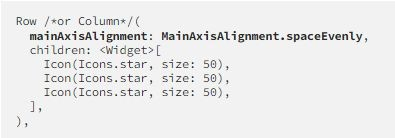 Row /*or Column*/(
  mainAxisAlignment: MainAxisAlignment.spaceEvenly,
  children: <Widget>[
    Icon(Icons.star, size: 50),
    Icon(Icons.star, size: 50),
    Icon(Icons.star, size: 50),
  ],
),